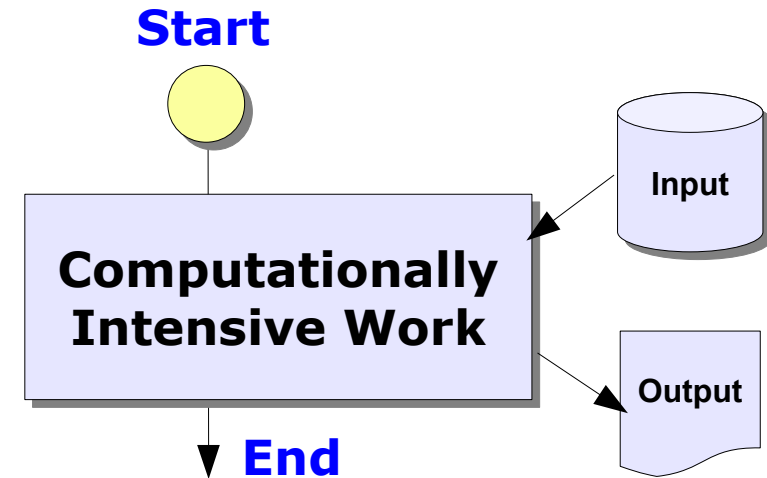 Start
Input
Computationally
Intensive Work
Output
End